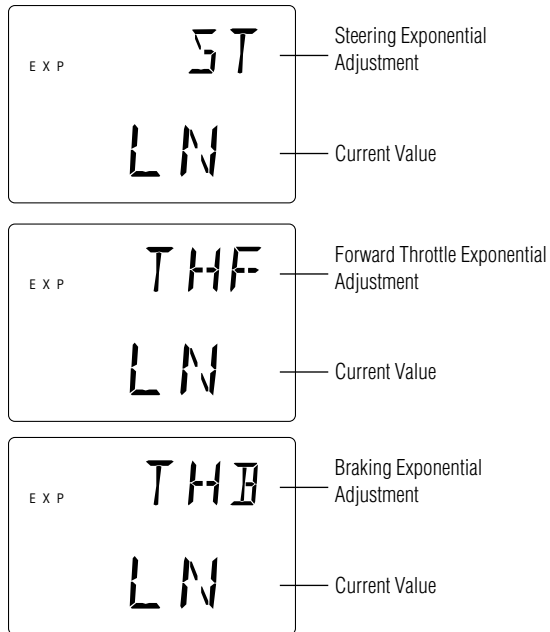 ST
Steering Exponential
Adjustment
EXP
LN
Current Value
THF
Forward Throttle Exponential
Adjustment
EXP
LN
Current Value
THB
Braking Exponential
Adjustment
EXP
LN
Current Value